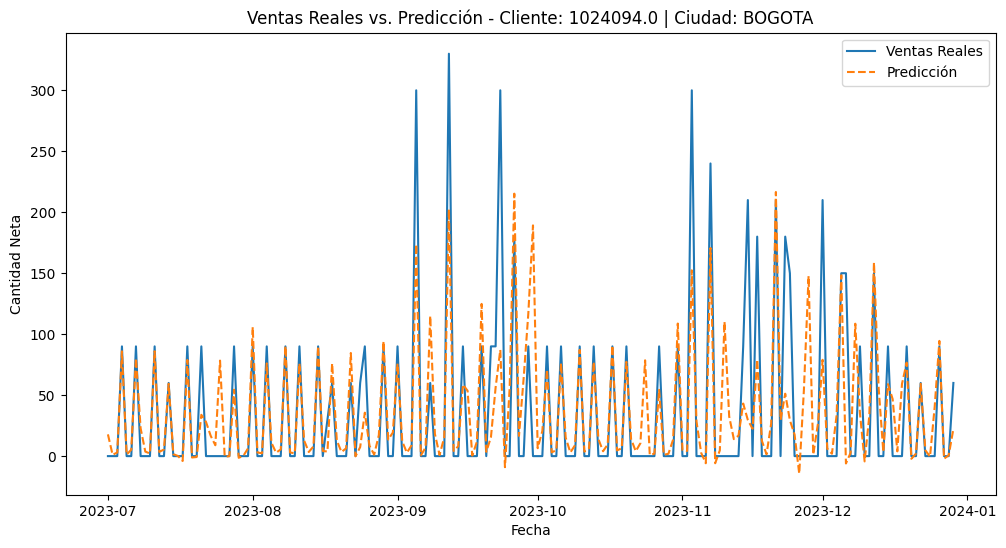 Ventas Reales vs. Predicción - Cliente: 1024094.0 | Ciudad: BOGOTA
Ventas Reales
Predicción
Cantidad Neta
300
250
200
150
100
50
0
2023-07
2023-08
2023-09
2023-10
2023-11
2023-12
2024-01
Fecha